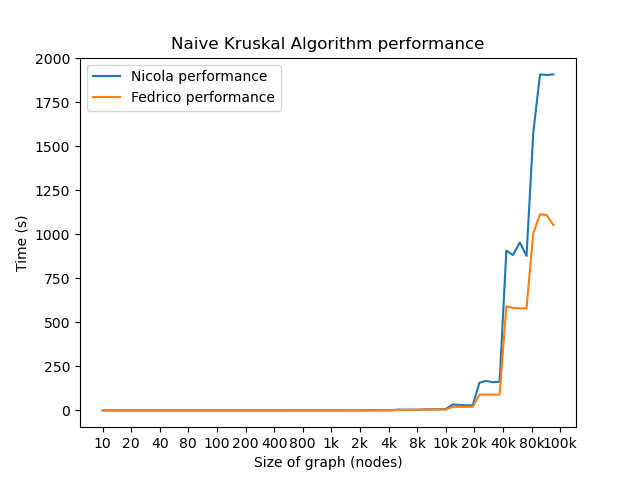 Naive Kruskal Algorithm performance
Nicola performance
Fedrico performance
Time (s)
2000
1750
1500
1250
1000
750
500
250
0
10 20 40 80 100 200 400 800 1k 2k 4k 8k 10k 20k 40k 80k 100k
Size of graph (nodes)